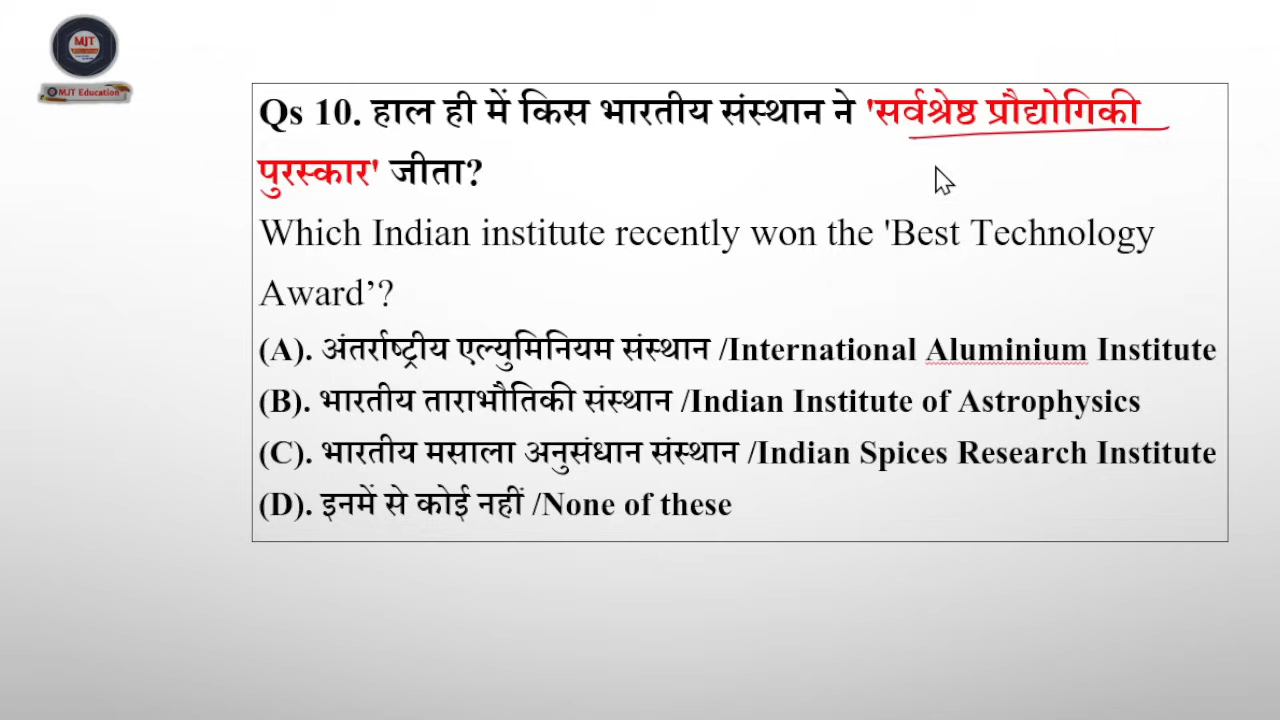 MJT
MJT Education
Qs 10. हाल ही में किस भारतीय संस्थान ने 'सर्वश्रेष्ठ प्रौद्योगिकी
पुरस्कार' जीता?
Which Indian institute recently won the 'Best Technology
Award’?
(A). अंतर्राष्ट्रीय एल्युमिनियम संस्थान /International Aluminium Institute
(B). भारतीय ताराभौतिकी संस्थान /Indian Institute of Astrophysics
(C). भारतीय मसाला अनुसंधान संस्थान /Indian Spices Research Institute
(D). इनमें से कोई नहीं /None of these